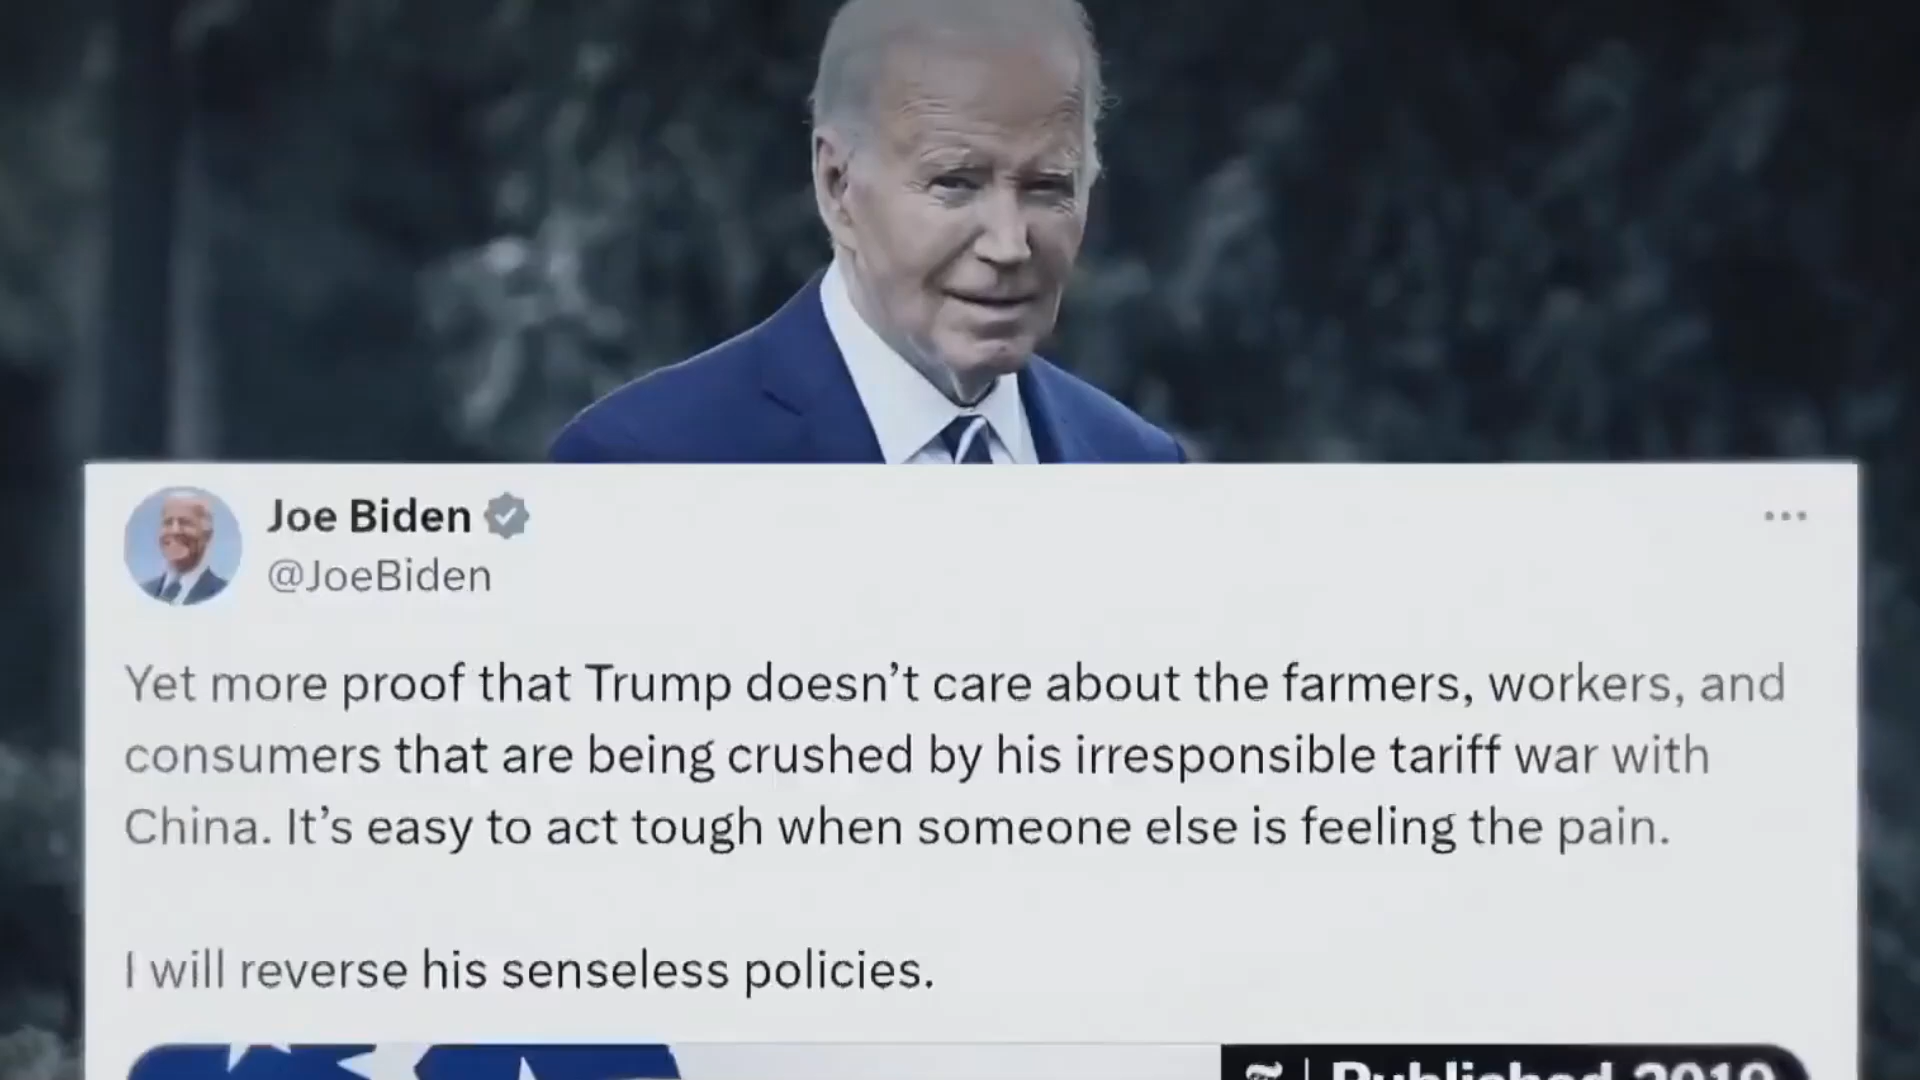 Joe Biden
@JoeBiden
Yet more proof that Trump doesn’t care about the farmers, workers, and
consumers that are being crushed by his irresponsible tariff war with
China. It’s easy to act tough when someone else is feeling the pain.
I will reverse his senseless policies.
Published 2019